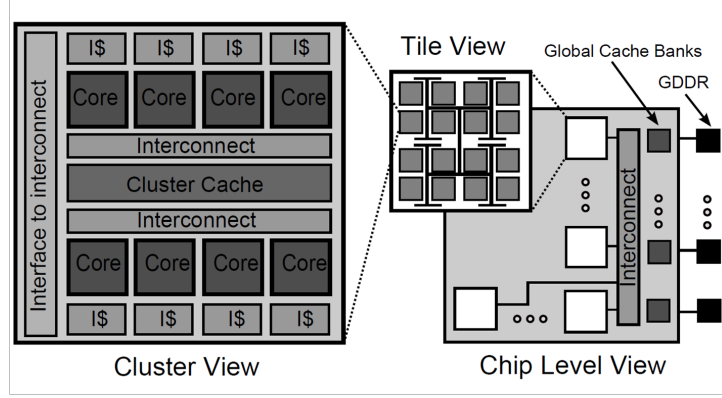 I$ I$ I$ I$
Core Core Core Core
Interconnect
Cluster Cache
Interconnect
Core Core Core Core
I$ I$ I$ I$
Interface to interconnect
Cluster View
Tile View
Global Cache Banks
GDDR
Interconnect
Chip Level View